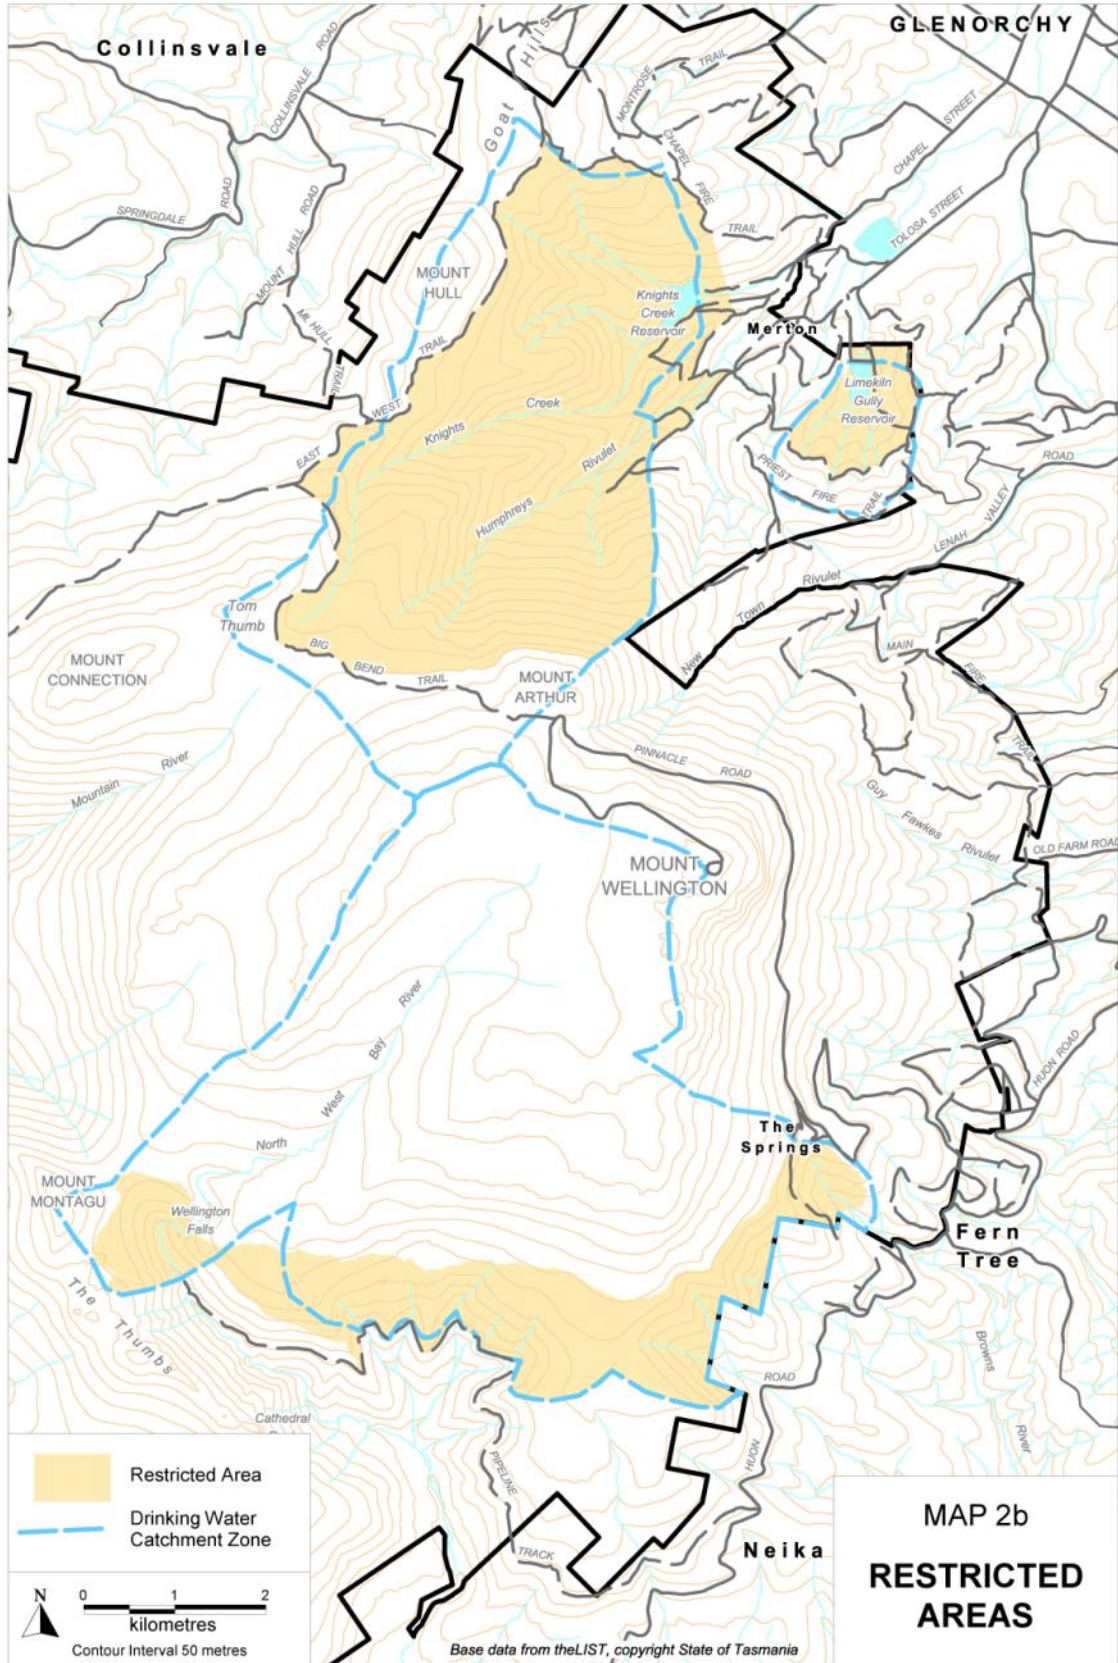 Collinsvale
GLENORCHY
COLLINSVALE ROAD
Goat Hills
MONTROSE TRAIL
CHAPEL STREET
TOLOSA STREET
CHAPEL FIRE TRAIL
SPRINGDALE ROAD
MOUNT HULL ROAD
MOUNT
HULL
MT. HULL TRAIL
Knights
Creek
Reservoir
Merton
EAST WEST TRAIL
Limekiln
Gully
Reservoir
Knights Creek
Humphreys Rivulet
PRIEST FIRE TRAIL
LENAH VALLEY ROAD
New Town Rivulet
Tom
Thumb
BIG BEND TRAIL
MOUNT
CONNECTION
MOUNT
ARTHUR
MAIN FIRE TRAIL
Mountain River
PINNACLE ROAD
Guy Fawkes Rivulet
OLD FARM ROAD
MOUNT
WELLINGTON
North West Bay River
HUON ROAD
The
Springs
MOUNT
MONTAGU
Wellington
Falls
Fern
Tree
The Thumbs
Browns River
HUON ROAD
Cathedral
PIPELINE TRACK
Neika
Restricted Area
Drinking Water
Catchment Zone
N
0 1 2
kilometres
Contour Interval 50 metres
Base data from theLIST, copyright State of Tasmania
MAP 2b
RESTRICTED
AREAS